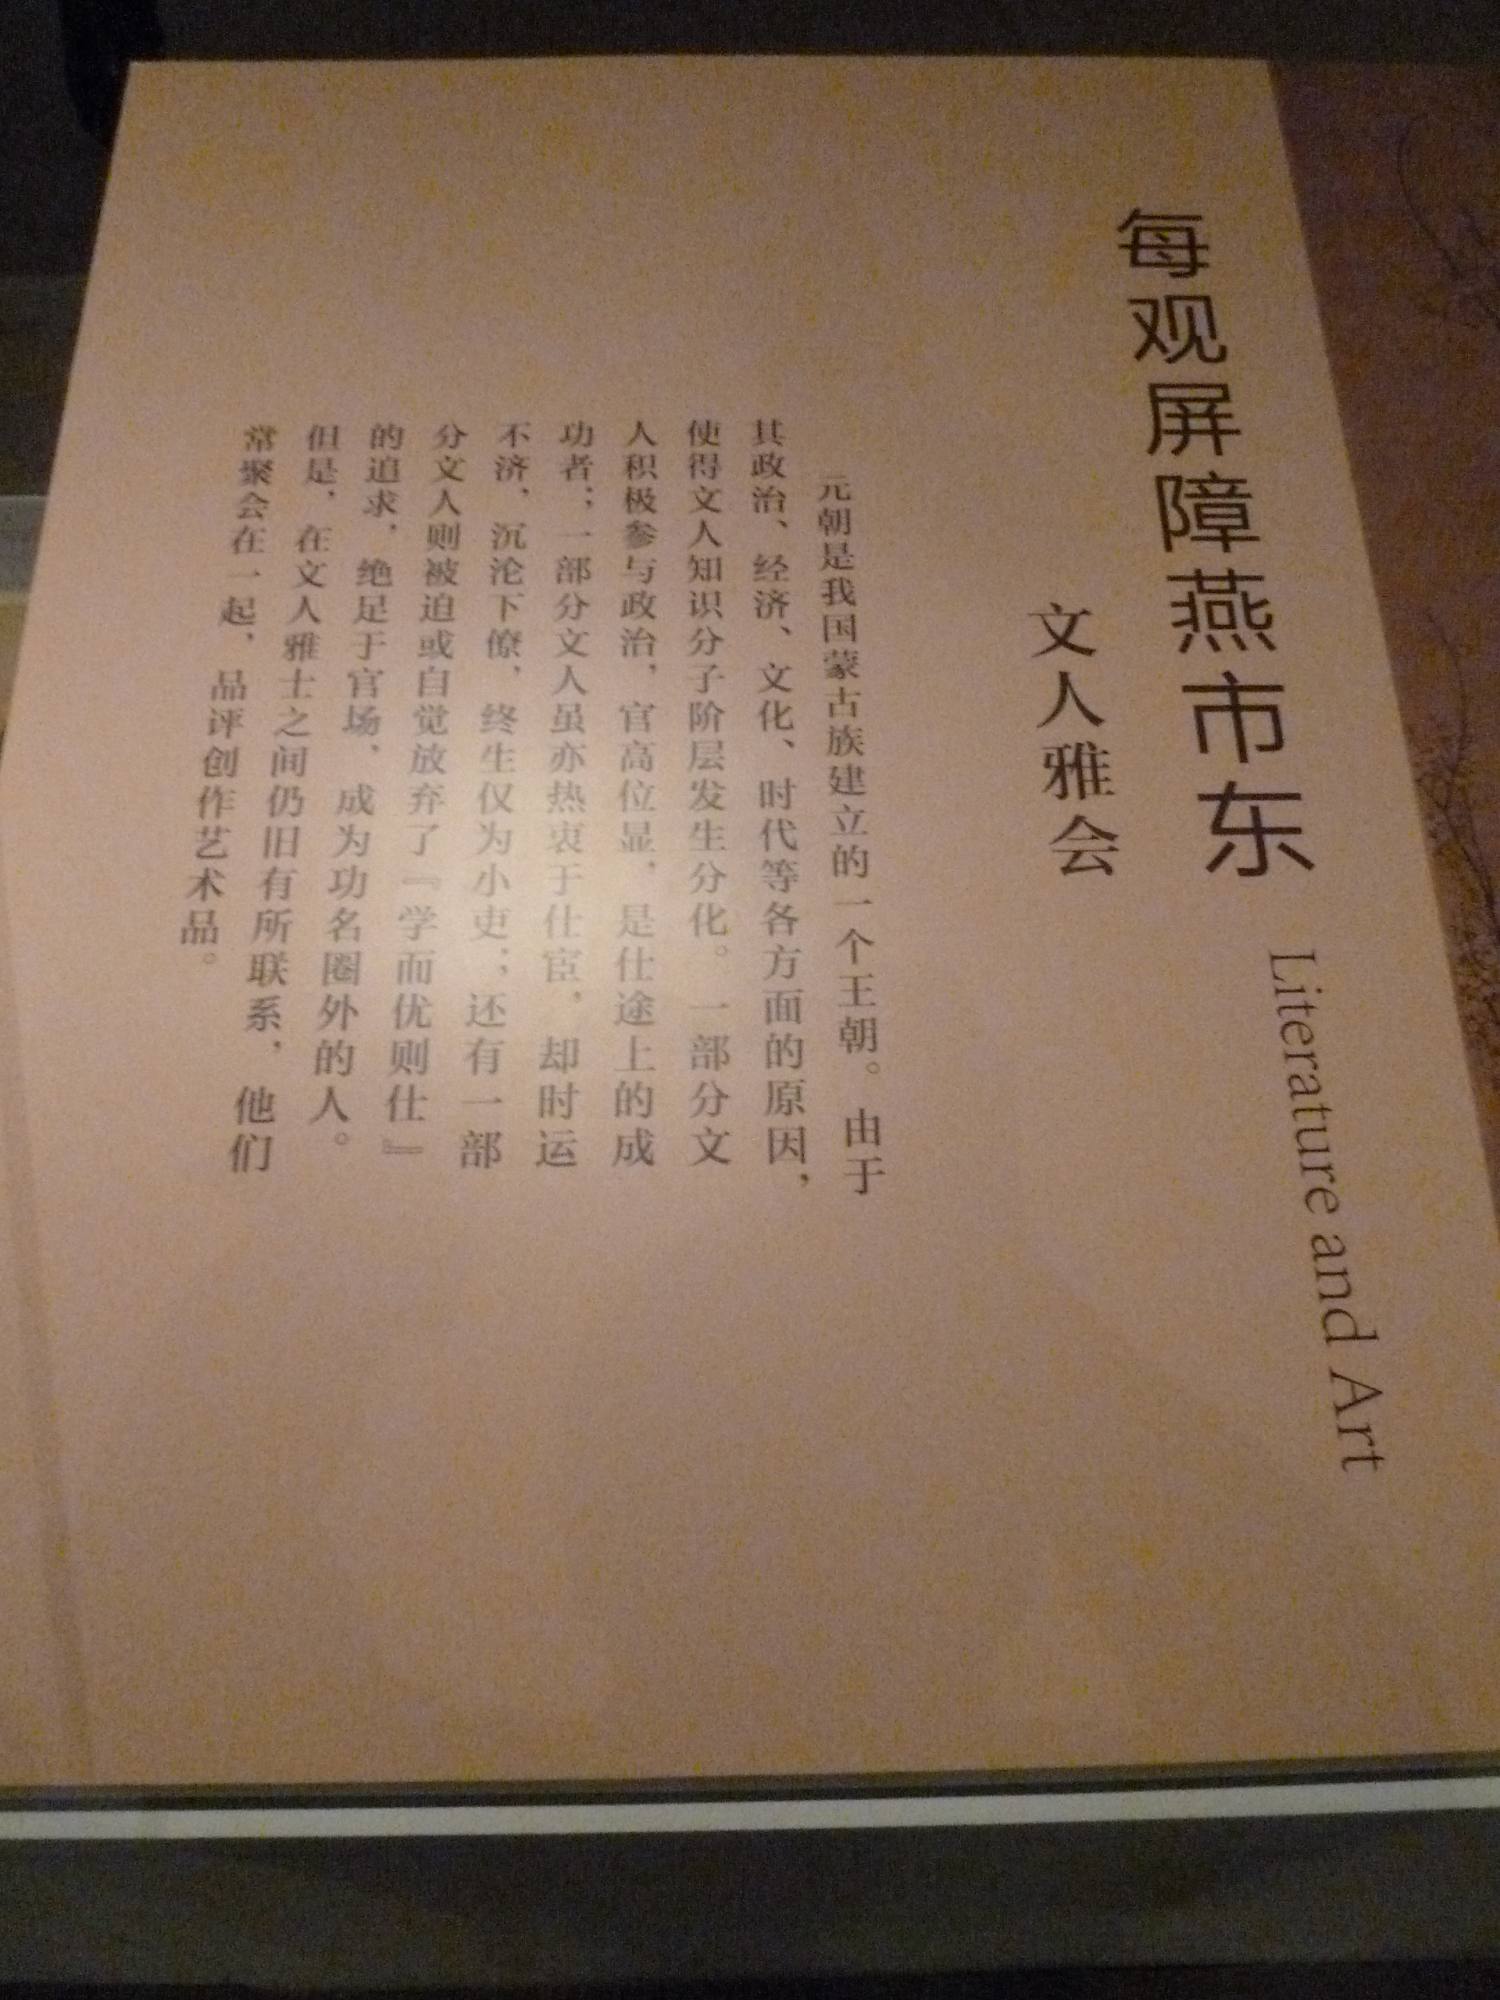 每观屏障燕市东
Literature and Art
文人雅会
元朝是我国蒙古族建立的一个王朝。由于
其政治、经济、文化、时代等各方面的原因，
使得文人知识分子阶层发生分化。一部分文
人积极参与政治，官高位显，是仕途上的成
功者；一部分文人虽亦热衷于仕宦，却时运
不济，沉沦下僚，终生仅为小吏；还有一部
分文人则被迫或自觉放弃了『学而优则仕』
的追求，绝足于官场，成为功名圈外的人。
但是，在文人雅士之间仍旧有所联系，他们
常聚会在一起，品评创作艺术品。